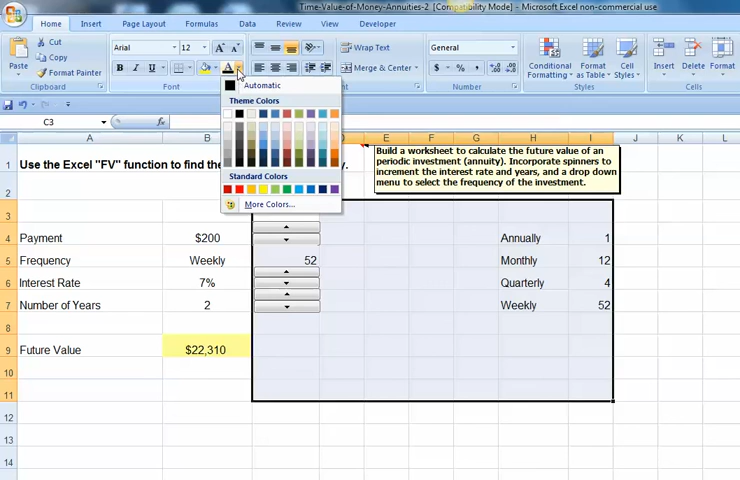 Time-Value-of-Money-Annuities-2 [Compatibility Mode] - Microsoft Excel non-commercial use
Home Insert Page Layout Formulas Data Review View Developer
Paste
Cut
Copy
Format Painter
Clipboard
Arial 12 A A
B I U A
Font
Wrap Text
Merge & Center
General
$ % ,
Number
Conditional Formatting
Format as Table
Cell Styles
C3
fx
Automatic
Theme Colors
Standard Colors
More Colors...
A B E F G H I J K L
1 Use the Excel "FV" function to find the
Build a worksheet to calculate the future value of an
periodic investment (annuity). Incorporate spinners to
increment the interest rate and years, and a drop down
menu to select the frequency of the investment.
2
3
4 Payment $200 Annually 1
5 Frequency Weekly 52 Monthly 12
6 Interest Rate 7% Quarterly 4
7 Number of Years 2 Weekly 52
8
9 Future Value $22,310
10
11
12
13
14